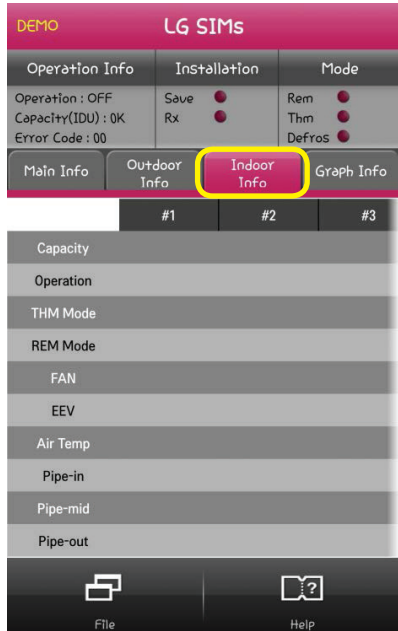 DEMO LG SIMs
Operation Info Installation Mode
Operation : OFF Save Rem
Capacity(IDU) : 0K Rx Thm
Error Code : 00 Defros
Main Info Outdoor Info Indoor Info Graph Info
#1 #2 #3
Capacity
Operation
THM Mode
REM Mode
FAN
EEV
Air Temp
Pipe-in
Pipe-mid
Pipe-out
File Help